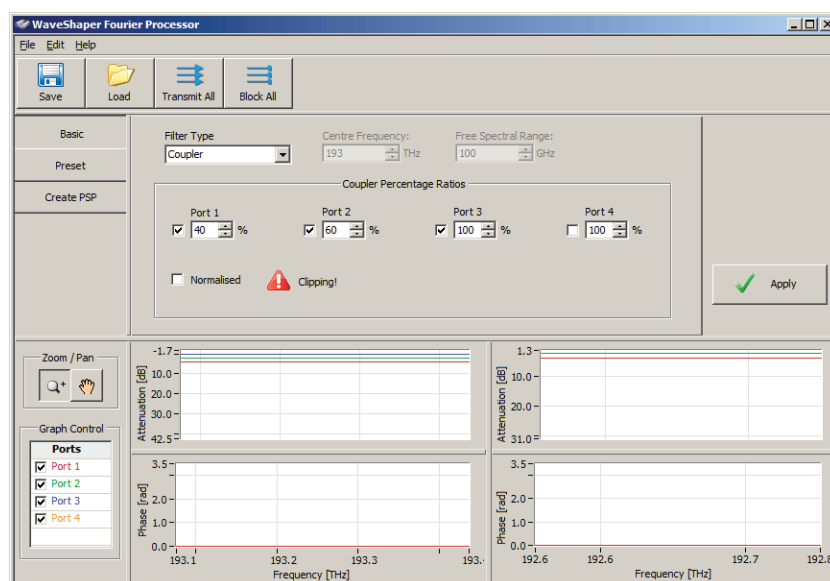 WaveShaper Fourier Processor
File Edit Help
Save Load Transmit All Block All
Basic
Preset
Create PSP
Filter Type Centre Frequency: Free Spectral Range:
Coupler 193 THz 100 GHz
Coupler Percentage Ratios
Port 1 Port 2 Port 3 Port 4
40 % 60 % 100 % 100 %
Normalised Clipping!
Apply
Zoom / Pan
Graph Control
Ports
Port 1
Port 2
Port 3
Port 4
Attenuation [dB]
-1.7
10.0
20.0
30.0
42.5
Attenuation [dB]
1.3
10.0
20.0
31.0
Phase [rad]
3.5
2.0
1.0
0.0
193.1 193.2 193.3 193.
Frequency [THz]
Phase [rad]
3.5
2.0
1.0
0.0
192.6 192.6 192.7 192.8
Frequency [THz]